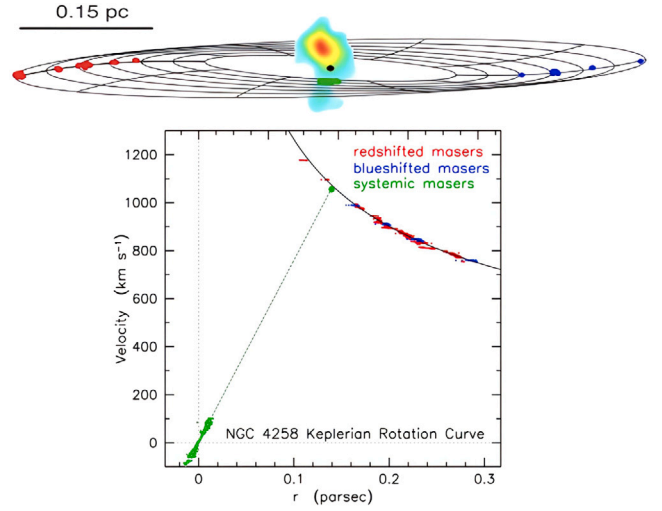 0.15 pc
redshifted masers
blueshifted masers
systemic masers
1200
1000
800
600
400
200
0
Velocity (km s⁻¹)
NGC 4258 Keplerian Rotation Curve
0 0.1 0.2 0.3
r (parsec)